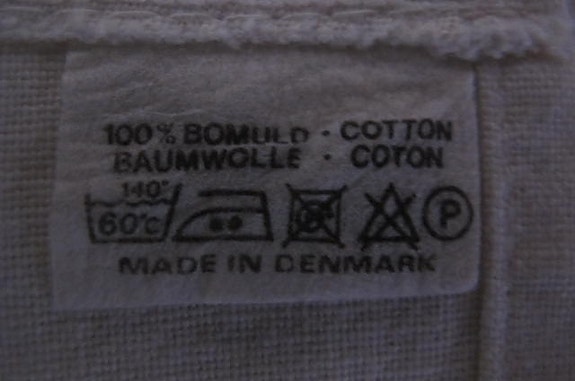 100% BOMULD · COTTON
BAUMWOLLE · COTON
140°
60°C
P
MADE IN DENMARK